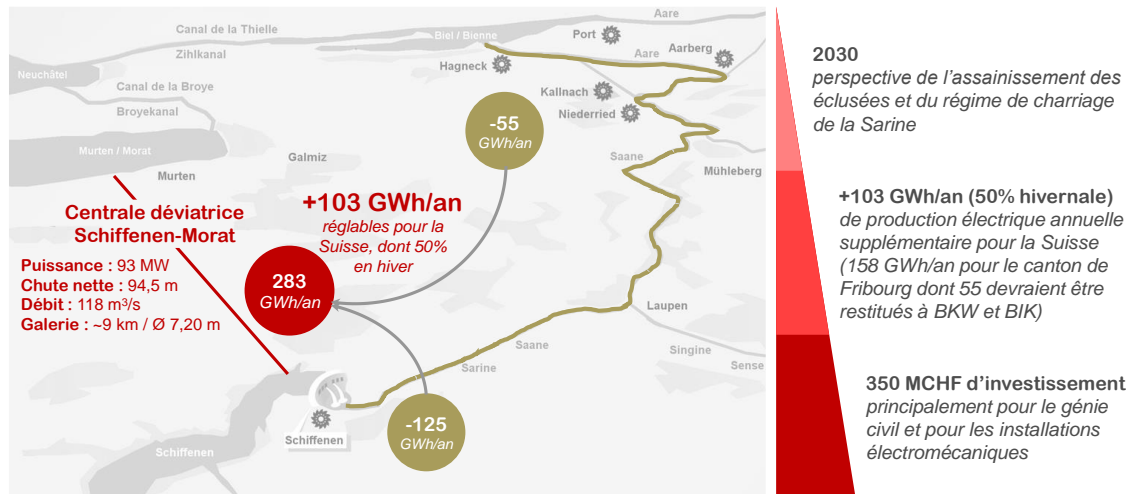 Aare
Canal de la Thielle
Zihlkanal
Biel / Bienne
Port
Aarberg
Aare
Hagneck
Neuchâtel
Canal de la Broye
Broyekanal
Kallnach
Niederried
-55
GWh/an
Murten / Morat
Galmiz
Saane
Murten
Mühleberg
+103 GWh/an
réglables pour la
Suisse, dont 50%
en hiver
Centrale déviatrice
Schiffenen-Morat
Puissance : 93 MW
Chute nette : 94,5 m
Débit : 118 m³/s
Galerie : ~9 km / Ø 7,20 m
283
GWh/an
Laupen
Saane
Singine
Sarine
Sense
-125
GWh/an
Schiffenen
Schiffenen
2030
perspective de l’assainissement des
éclusées et du régime de charriage
de la Sarine
+103 GWh/an (50% hivernale)
de production électrique annuelle
supplémentaire pour la Suisse
(158 GWh/an pour le canton de
Fribourg dont 55 devraient être
restitués à BKW et BIK)
350 MCHF d’investissement
principalement pour le génie
civil et pour les installations
électromécaniques